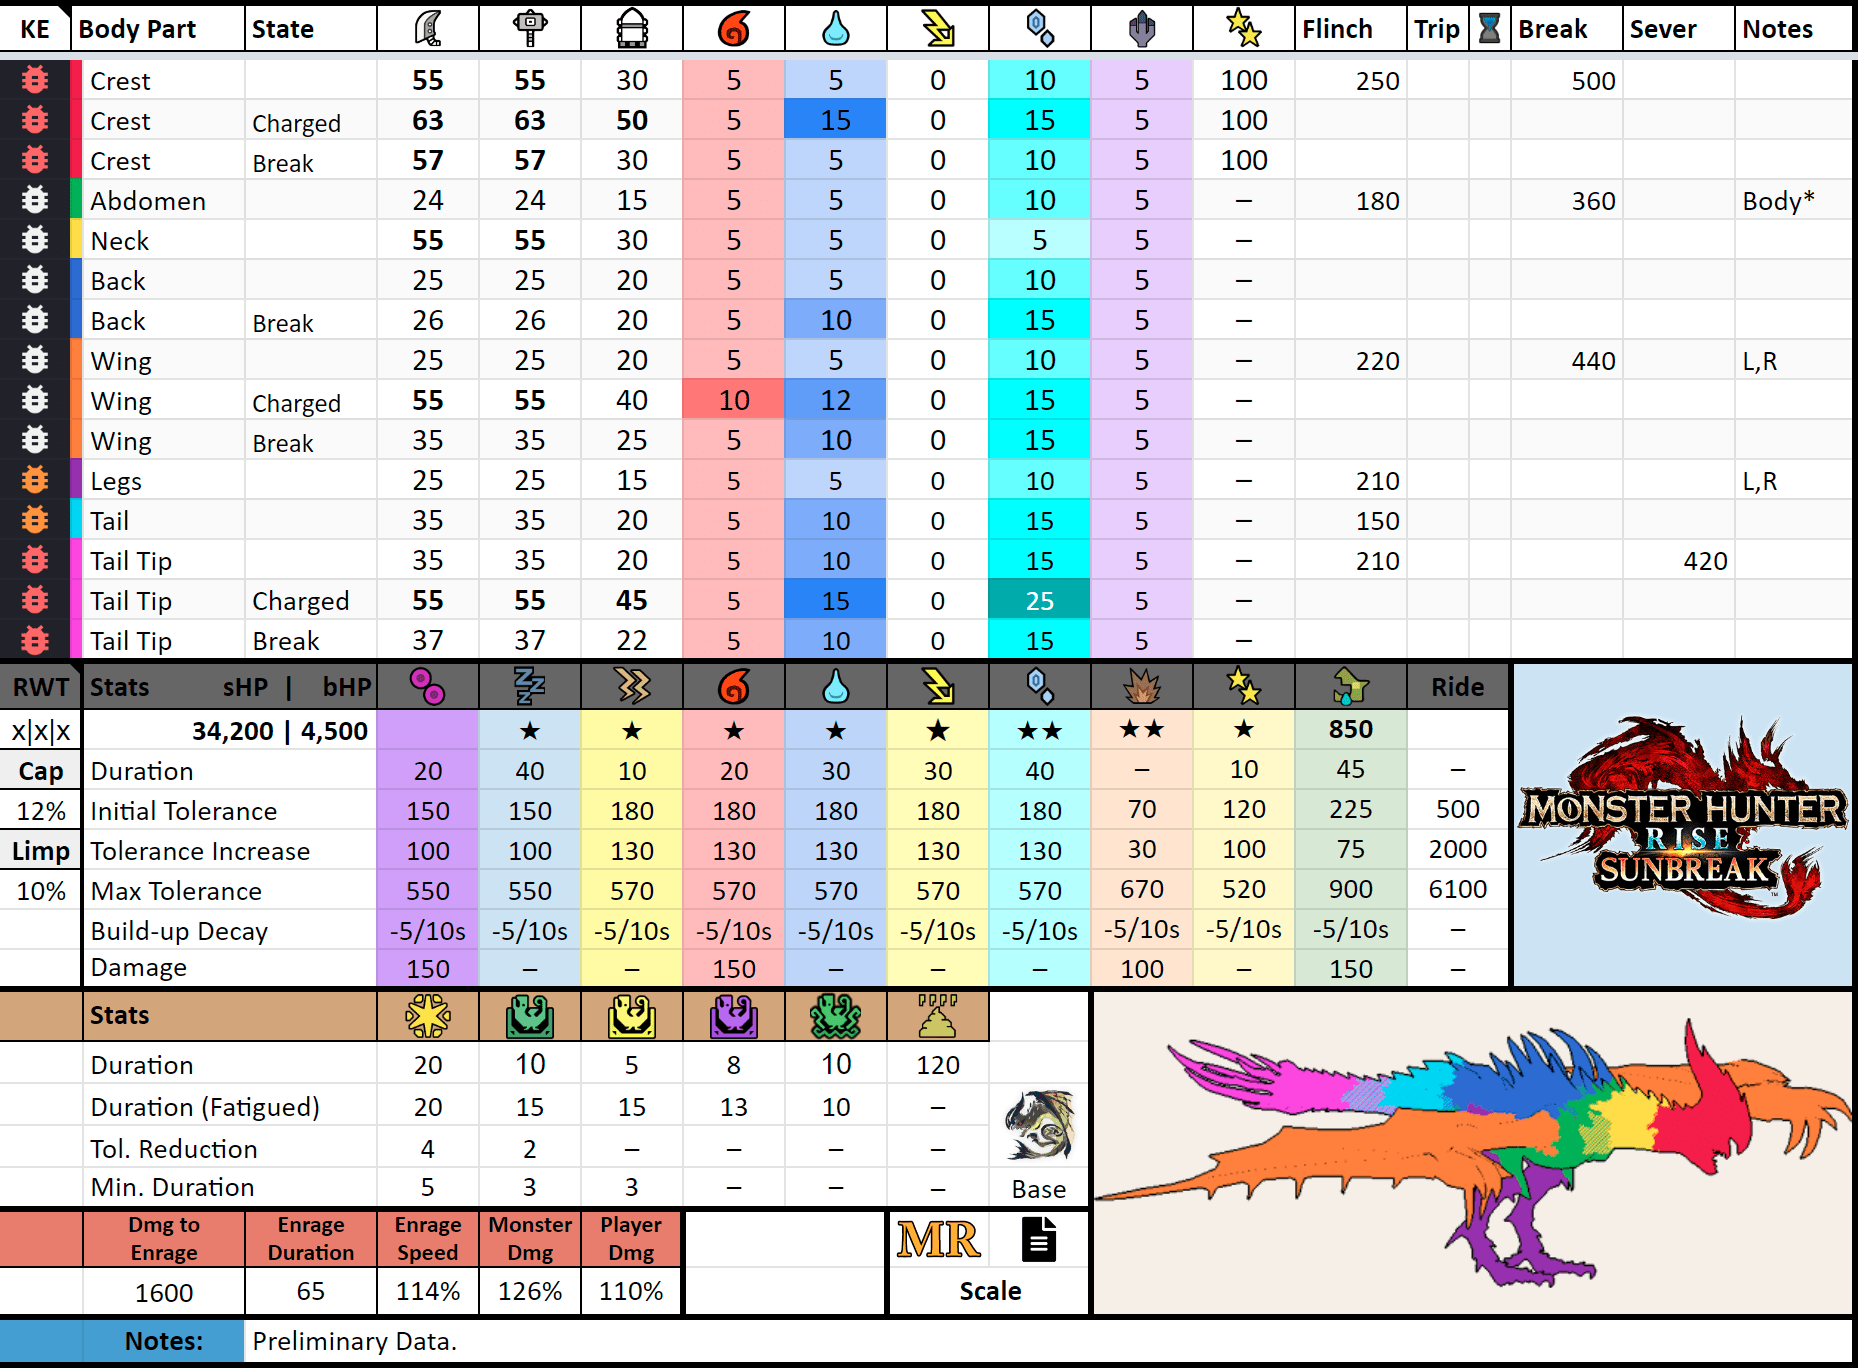 KE Body Part State Flinch Trip Break Sever Notes
Crest 55 55 30 5 5 0 10 5 100 250 500
Crest Charged 63 63 50 5 15 0 15 5 100
Crest Break 57 57 30 5 5 0 10 5 100
Abdomen 24 24 15 5 5 0 10 5 – 180 360 Body*
Neck 55 55 30 5 5 0 5 5 –
Back 25 25 20 5 5 0 10 5 –
Back Break 26 26 20 5 10 0 15 5 –
Wing 25 25 20 5 5 0 10 5 – 220 440 L,R
Wing Charged 55 55 40 10 12 0 15 5 –
Wing Break 35 35 25 5 10 0 15 5 –
Legs 25 25 15 5 5 0 10 5 – 210 L,R
Tail 35 35 20 5 10 0 15 5 – 150
Tail Tip 35 35 20 5 10 0 15 5 – 210 420
Tail Tip Charged 55 55 45 5 15 0 25 5 –
Tail Tip Break 37 37 22 5 10 0 15 5 –
RWT Stats sHP | bHP Ride
x|x|x 34,200 | 4,500 ★ ★ ★ ★ ★ ★★ ★★ ★ 850
Cap Duration 20 40 10 20 30 30 40 – 10 45 –
12% Initial Tolerance 150 150 180 180 180 180 180 70 120 225 500
Limp Tolerance Increase 100 100 130 130 130 130 130 30 100 75 2000
10% Max Tolerance 550 550 570 570 570 570 570 670 520 900 6100
Build-up Decay -5/10s -5/10s -5/10s -5/10s -5/10s -5/10s -5/10s -5/10s -5/10s -5/10s –
Damage 150 – – 150 – – – 100 – 150 –
MONSTER HUNTER
RISE
SUNBREAK
Stats
Duration 20 10 5 8 10 120
Duration (Fatigued) 20 15 15 13 10 –
Tol. Reduction 4 2 – – – –
Min. Duration 5 3 3 – – – Base
Dmg to Enrage Enrage Duration Enrage Speed Monster Dmg Player Dmg MR
1600 65 114% 126% 110% Scale
Notes: Preliminary Data.